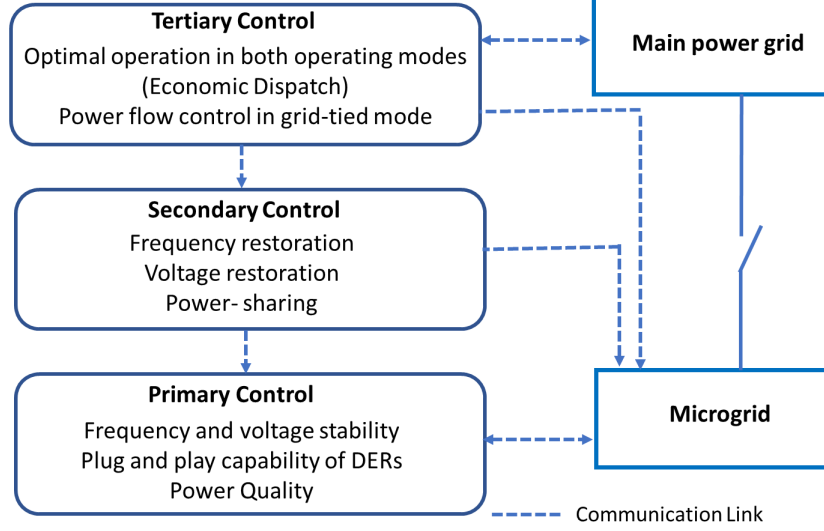 Tertiary Control
Optimal operation in both operating modes
(Economic Dispatch)
Power flow control in grid-tied mode
Main power grid
Secondary Control
Frequency restoration
Voltage restoration
Power- sharing
Primary Control
Frequency and voltage stability
Plug and play capability of DERs
Power Quality
Microgrid
Communication Link